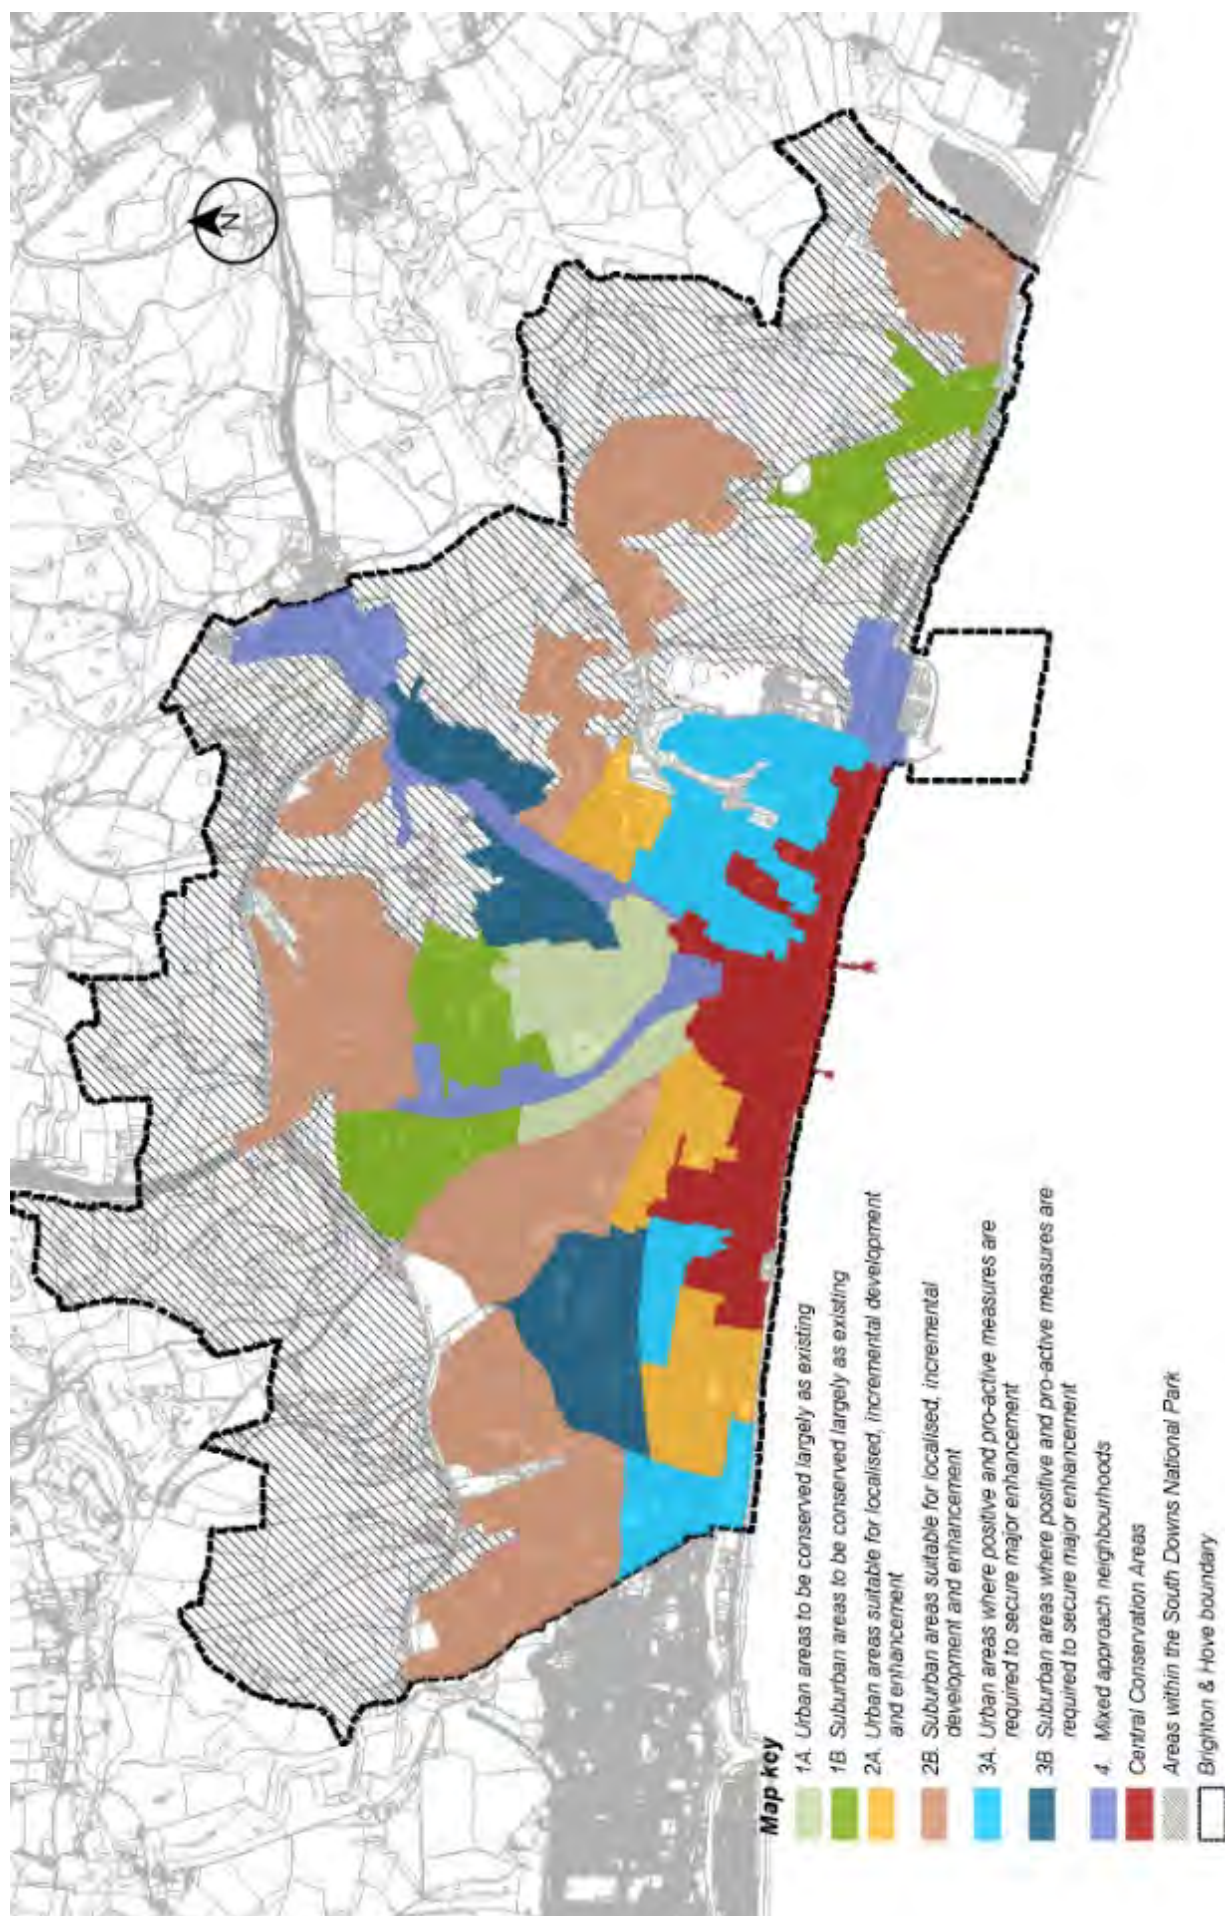 N
Map key
1A. Urban areas to be conserved largely as existing
1B. Suburban areas to be conserved largely as existing
2A. Urban areas suitable for localised, incremental development
and enhancement
2B. Suburban areas suitable for localised, incremental
development and enhancement
3A. Urban areas where positive and pro-active measures are
required to secure major enhancement
3B. Suburban areas where positive and pro-active measures are
required to secure major enhancement
4. Mixed approach neighbourhoods
Central Conservation Areas
Areas within the South Downs National Park
Brighton & Hove boundary